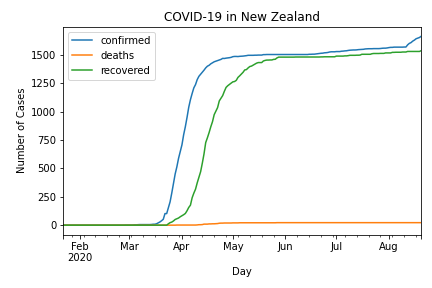 COVID-19 in New Zealand
confirmed
deaths
recovered
Number of Cases
1500
1250
1000
750
500
250
0
Feb Mar Apr May Jun Jul Aug
2020
Day